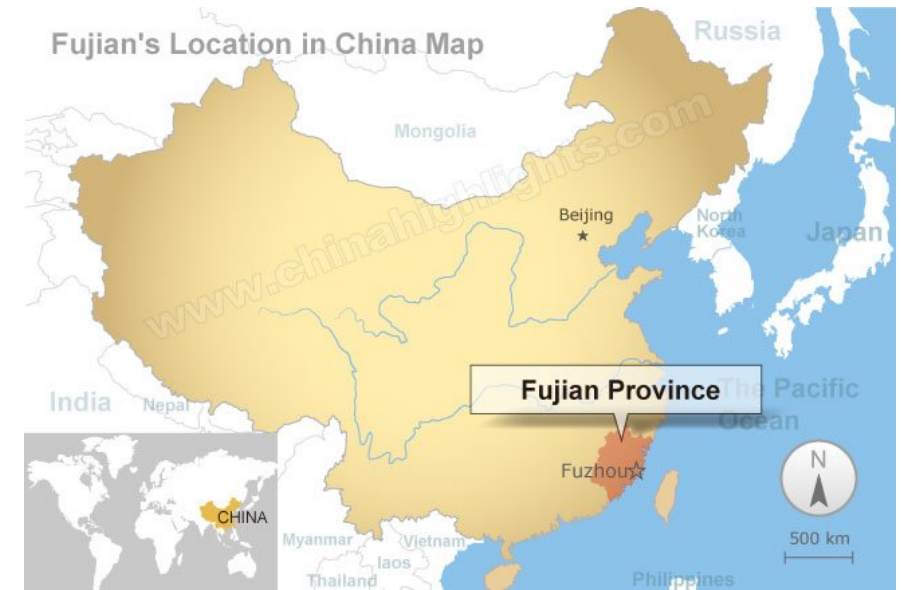 Fujian's Location in China Map
Russia
Mongolia
www.chinahighlights.com
Beijing
North
Korea
Japan
Fujian Province
The Pacific
Ocean
India
Nepal
Fuzhou
N
500 km
CHINA
Myanmar
Vietnam
laos
Thailand
Philippines